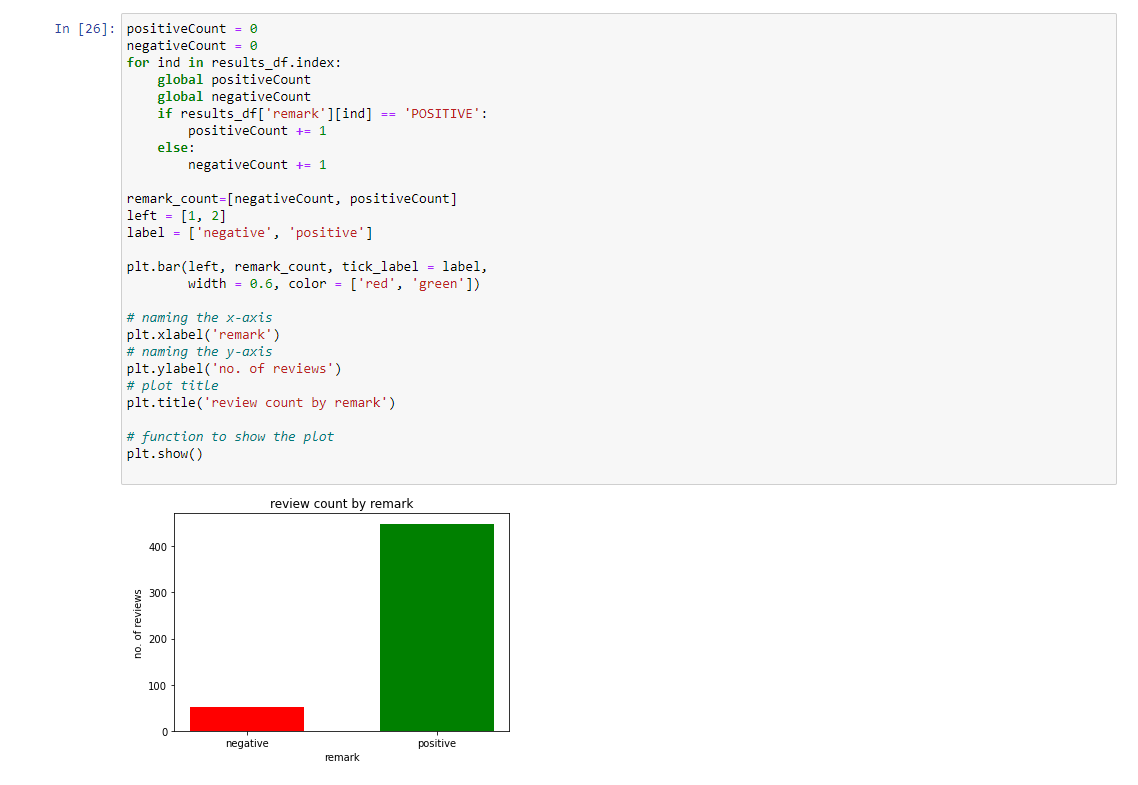 In [26]: positiveCount = 0
negativeCount = 0
for ind in results_df.index:
    global positiveCount
    global negativeCount
    if results_df['remark'][ind] == 'POSITIVE':
        positiveCount += 1
    else:
        negativeCount += 1
remark_count=[negativeCount, positiveCount]
left = [1, 2]
label = ['negative', 'positive']
plt.bar(left, remark_count, tick_label = label,
        width = 0.6, color = ['red', 'green'])
# naming the x-axis
plt.xlabel('remark')
# naming the y-axis
plt.ylabel('no. of reviews')
# plot title
plt.title('review count by remark')
# function to show the plot
plt.show()
review count by remark
no. of reviews
400
300
200
100
0
negative positive
remark